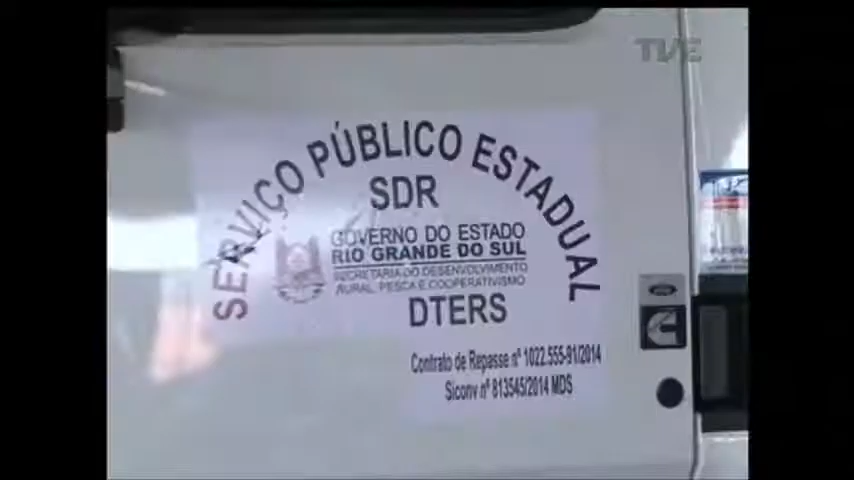 TVE
SERVIÇO PÚBLICO ESTADUAL
SDR
GOVERNO DO ESTADO
RIO GRANDE DO SUL
SECRETARIA DO DESENVOLVIMENTO
RURAL, PESCA E COOPERATIVISMO
DTERS
Contrato de Repasse nº 1022.555-91/2014
Siconv nº 813545/2014 MDS